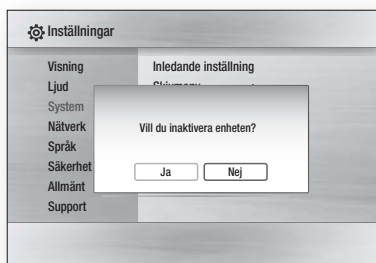 Inställningar
Visning
Ljud
System
Nätverk
Språk
Säkerhet
Allmänt
Support
Inledande inställning
Vill du inaktivera enheten?
Ja
Nej